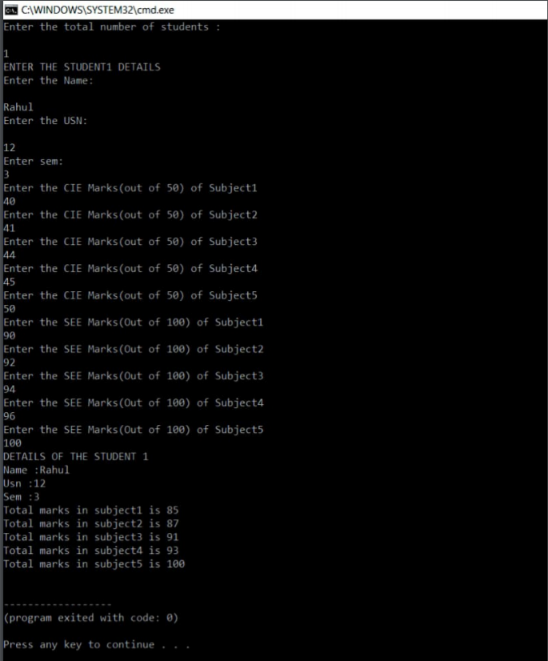 C:\WINDOWS\SYSTEM32\cmd.exe
Enter the total number of students :
1
ENTER THE STUDENT1 DETAILS
Enter the Name:
Rahul
Enter the USN:
12
Enter sem:
3
Enter the CIE Marks(out of 50) of Subject1
40
Enter the CIE Marks(out of 50) of Subject2
41
Enter the CIE Marks(out of 50) of Subject3
44
Enter the CIE Marks(out of 50) of Subject4
45
Enter the CIE Marks(out of 50) of Subject5
50
Enter the SEE Marks(Out of 100) of Subject1
90
Enter the SEE Marks(Out of 100) of Subject2
92
Enter the SEE Marks(Out of 100) of Subject3
94
Enter the SEE Marks(Out of 100) of Subject4
96
Enter the SEE Marks(Out of 100) of Subject5
100
DETAILS OF THE STUDENT 1
Name :Rahul
Usn :12
Sem :3
Total marks in subject1 is 85
Total marks in subject2 is 87
Total marks in subject3 is 91
Total marks in subject4 is 93
Total marks in subject5 is 100
------------------
(program exited with code: 0)
Press any key to continue . . .